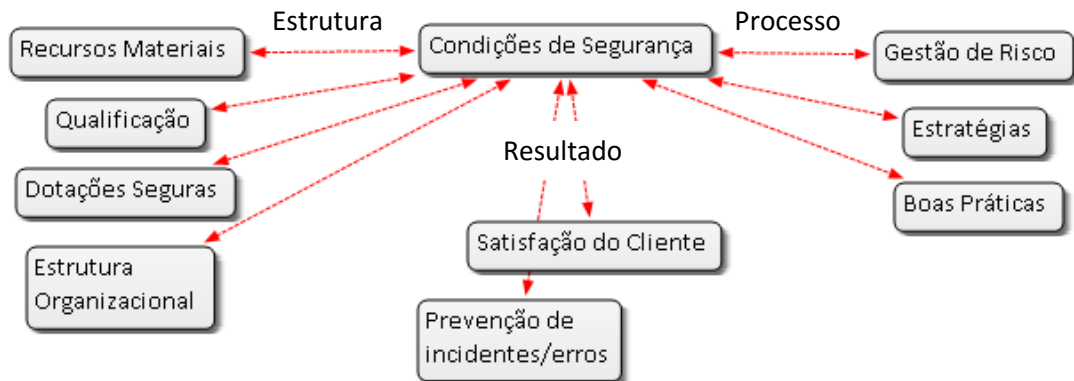 Estrutura
Processo
Recursos Materiais
Condições de Segurança
Gestão de Risco
Qualificação
Estratégias
Resultado
Dotações Seguras
Boas Práticas
Satisfação do Cliente
Estrutura
Organizacional
Prevenção de
incidentes/erros